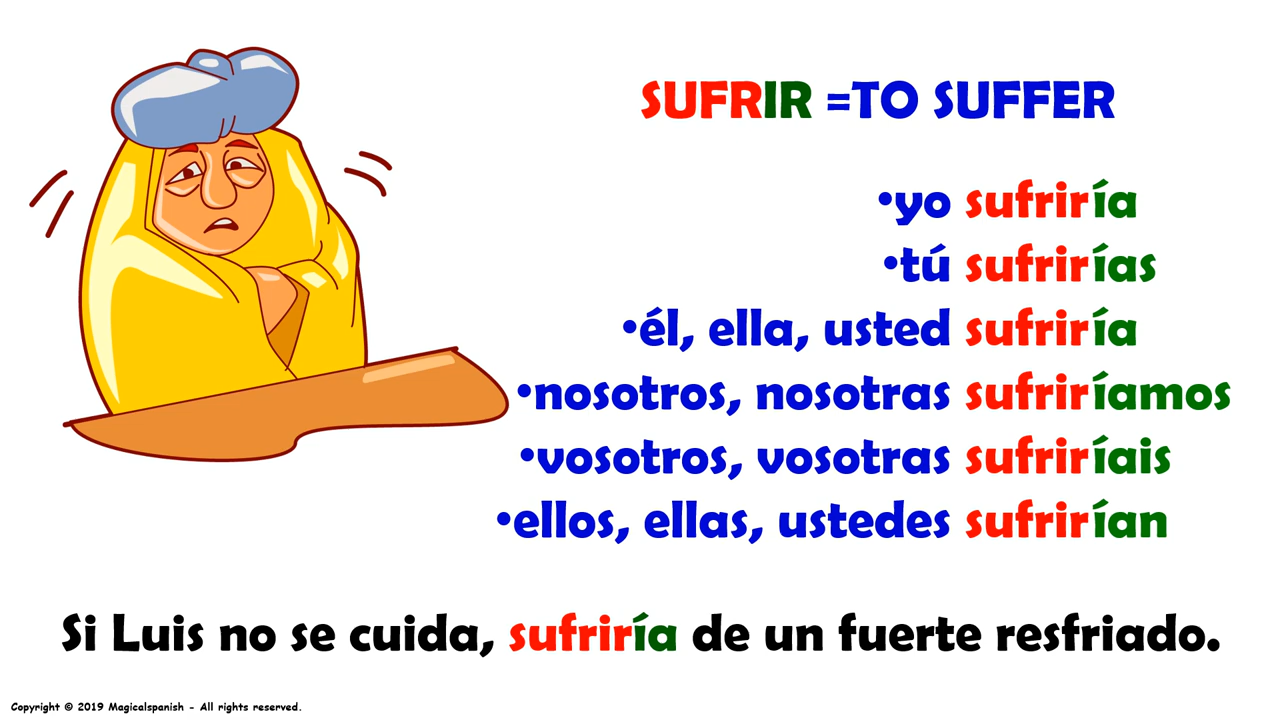 SUFRIR =TO SUFFER
•yo sufriría
•tú sufrirías
•él, ella, usted sufriría
•nosotros, nosotras sufriríamos
•vosotros, vosotras sufriríais
•ellos, ellas, ustedes sufrirían
Si Luis no se cuida, sufriría de un fuerte resfriado.
Copyright © 2019 Magicalspanish - All rights reserved.